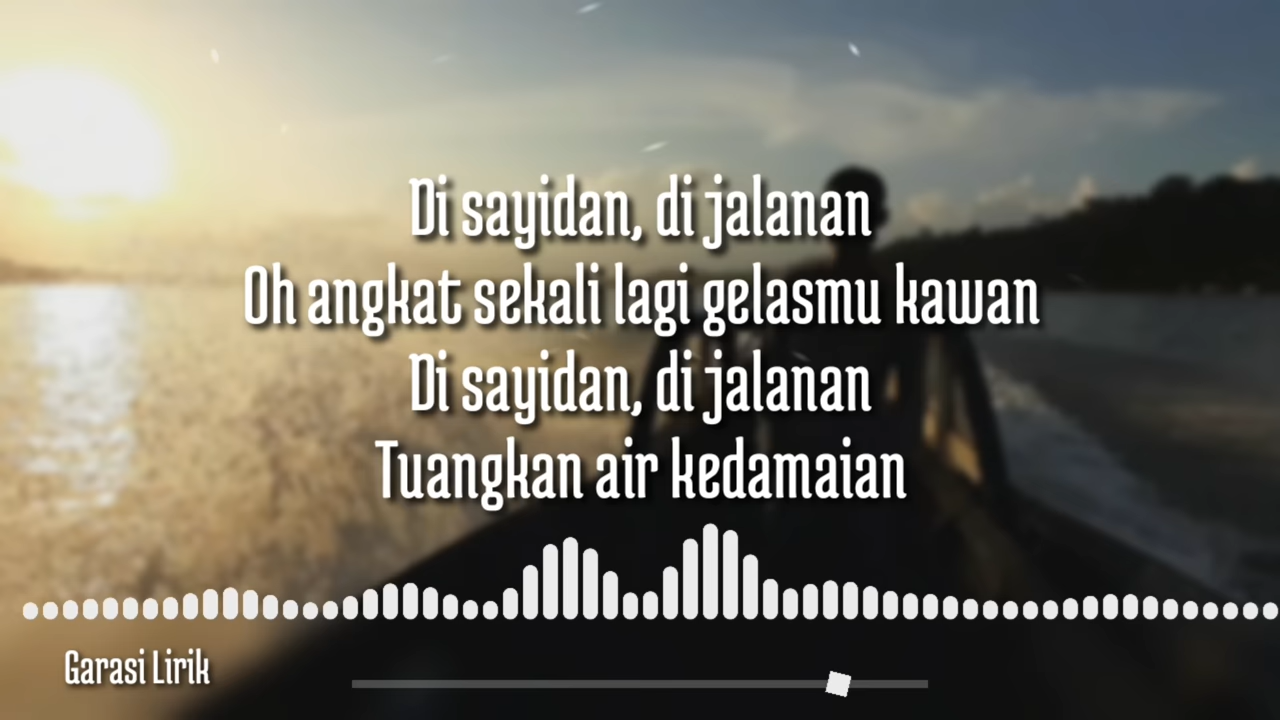 Di sayidan, di jalanan
Oh angkat sekali lagi gelasmu kawan
Di sayidan, di jalanan
Tuangkan air kedamaian
Garasi Lirik